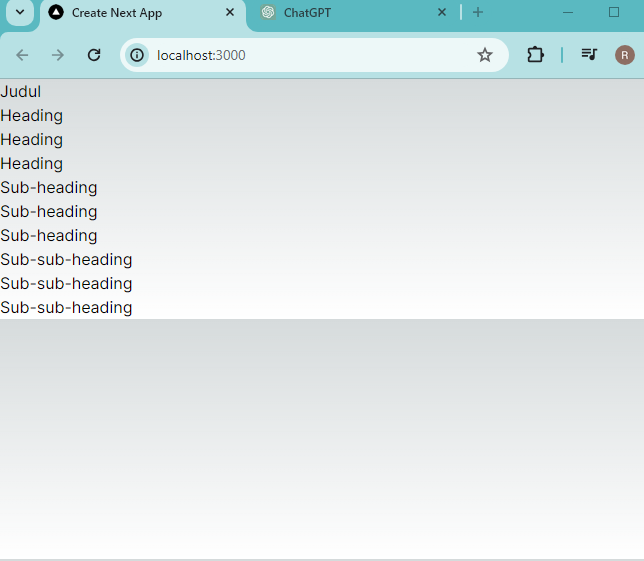 Create Next App
ChatGPT
localhost:3000
R
Judul
Heading
Heading
Heading
Sub-heading
Sub-heading
Sub-heading
Sub-sub-heading
Sub-sub-heading
Sub-sub-heading